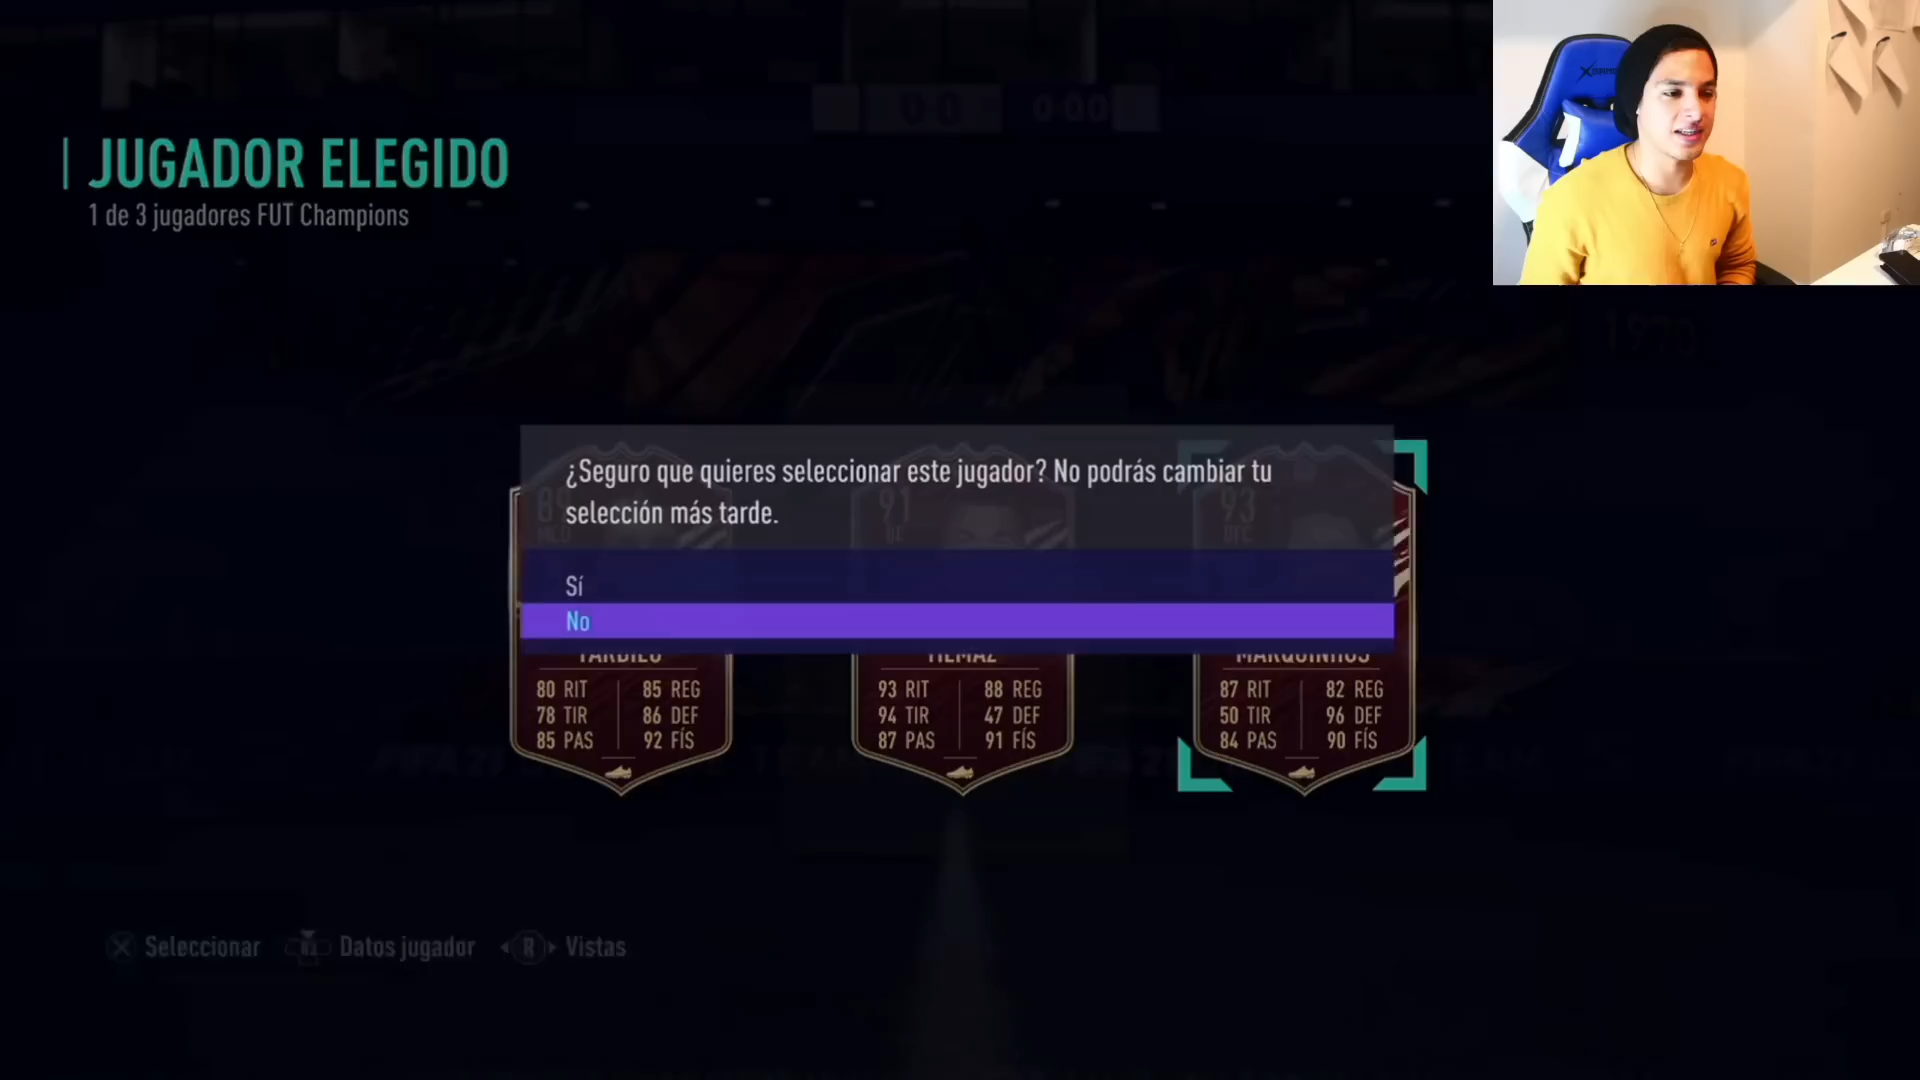 JUGADOR ELEGIDO
1 de 3 jugadores FUT Champions
¿Seguro que quieres seleccionar este jugador? No podrás cambiar tu
selección más tarde.
Sí
No
91
93
MARQUINHOS
80 RIT 85 REG
78 TIR 86 DEF
85 PAS 92 FÍS
93 RIT 88 REG
94 TIR 47 DEF
87 PAS 91 FÍS
87 RIT 82 REG
50 TIR 96 DEF
84 PAS 90 FÍS
Seleccionar
Datos jugador
R
Vistas